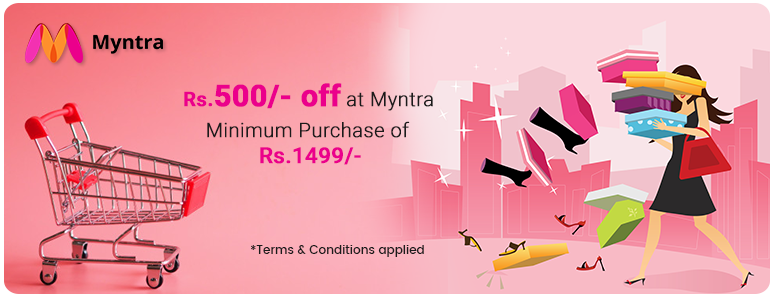 Myntra
Rs.500/- off at Myntra
Minimum Purchase of
Rs.1499/-
*Terms & Conditions applied